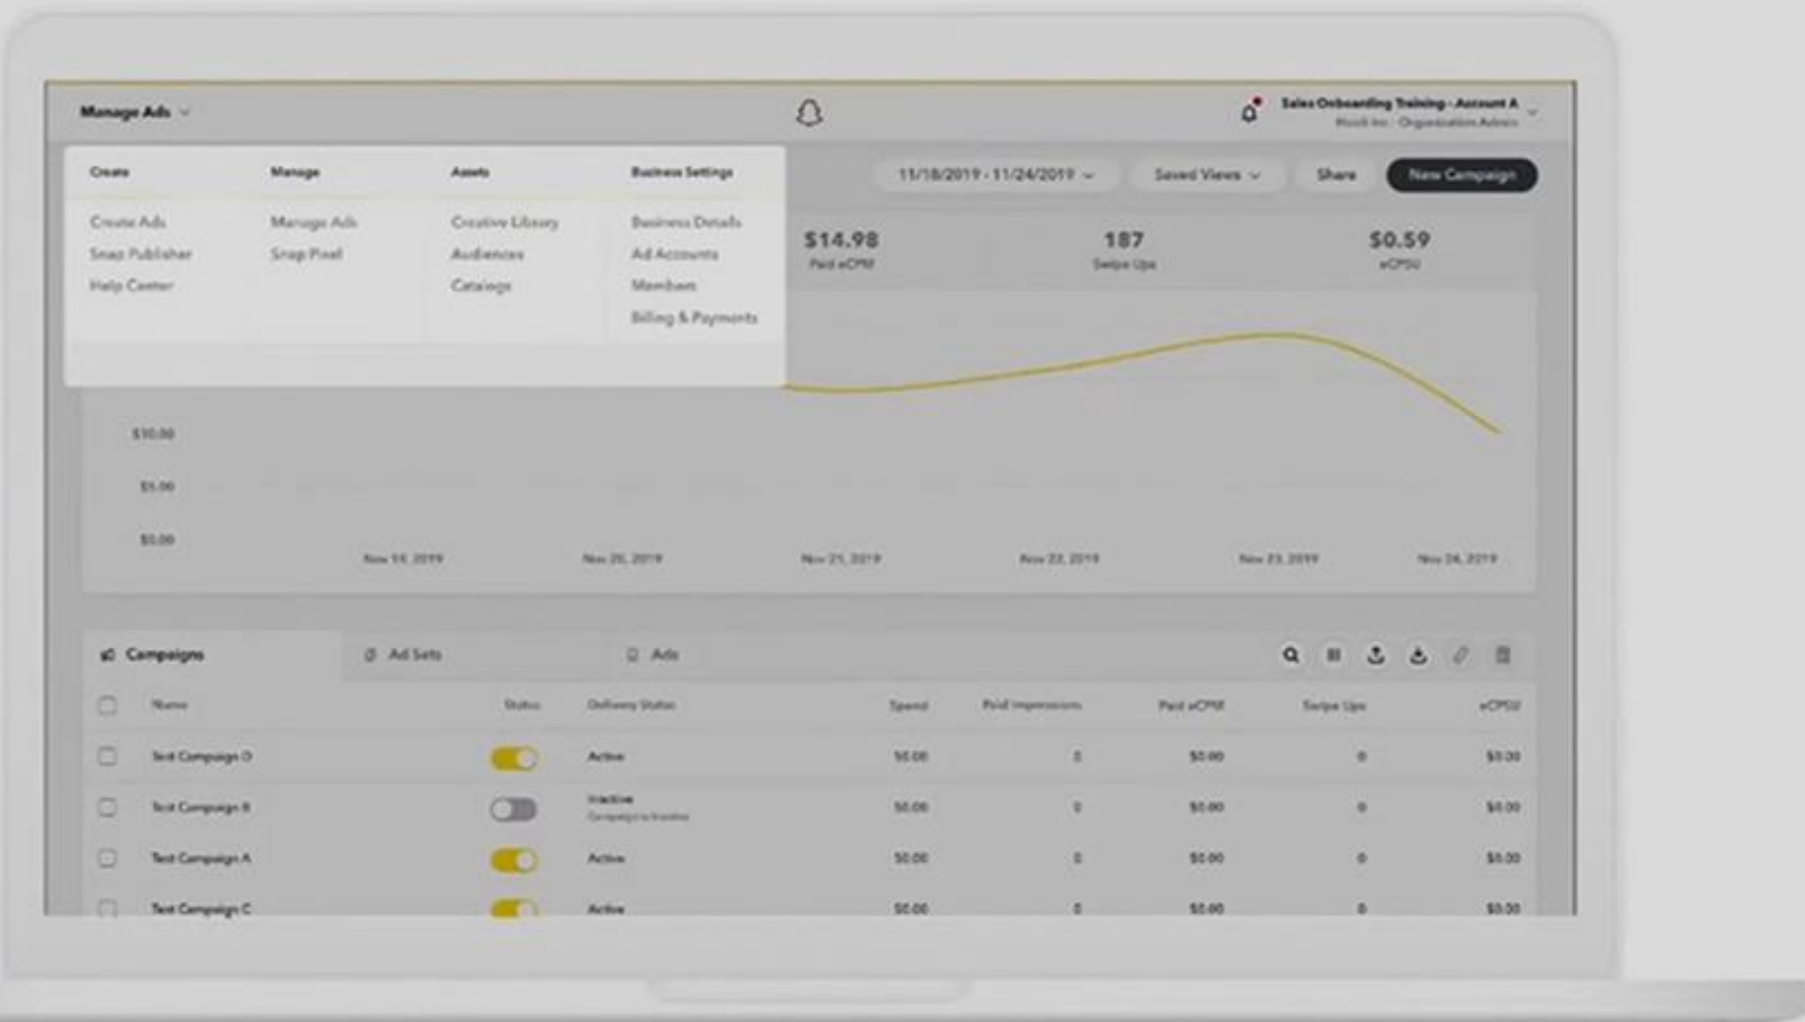 Manage Ads
Sales Onboarding Training - Account A
Organization Admin
Create Manage Assets Business Settings
11/18/2019 - 11/24/2019 Saved Views Share New Campaign
Create Ads Manage Ads Creative Library Business Details
Snap Publisher Snap Pixel Audiences Ad Accounts
Help Center Catalogs Members
Billing & Payments
$14.98 187 $0.59
Paid eCPM Swipe Ups eCPSU
$10.00
$5.00
$0.00
Nov 19, 2019 Nov 20, 2019 Nov 21, 2019 Nov 22, 2019 Nov 23, 2019 Nov 24, 2019
Campaigns Ad Sets Ads
Name Status Delivery Status Spend Paid Impressions Paid eCPM Swipe Ups eCPSU
Test Campaign D Active $0.00 0 $0.00 0 $0.00
Test Campaign B Inactive $0.00 0 $0.00 0 $0.00
Campaign is Inactive
Test Campaign A Active $0.00 0 $0.00 0 $0.00
Test Campaign C Active $0.00 0 $0.00 0 $0.00